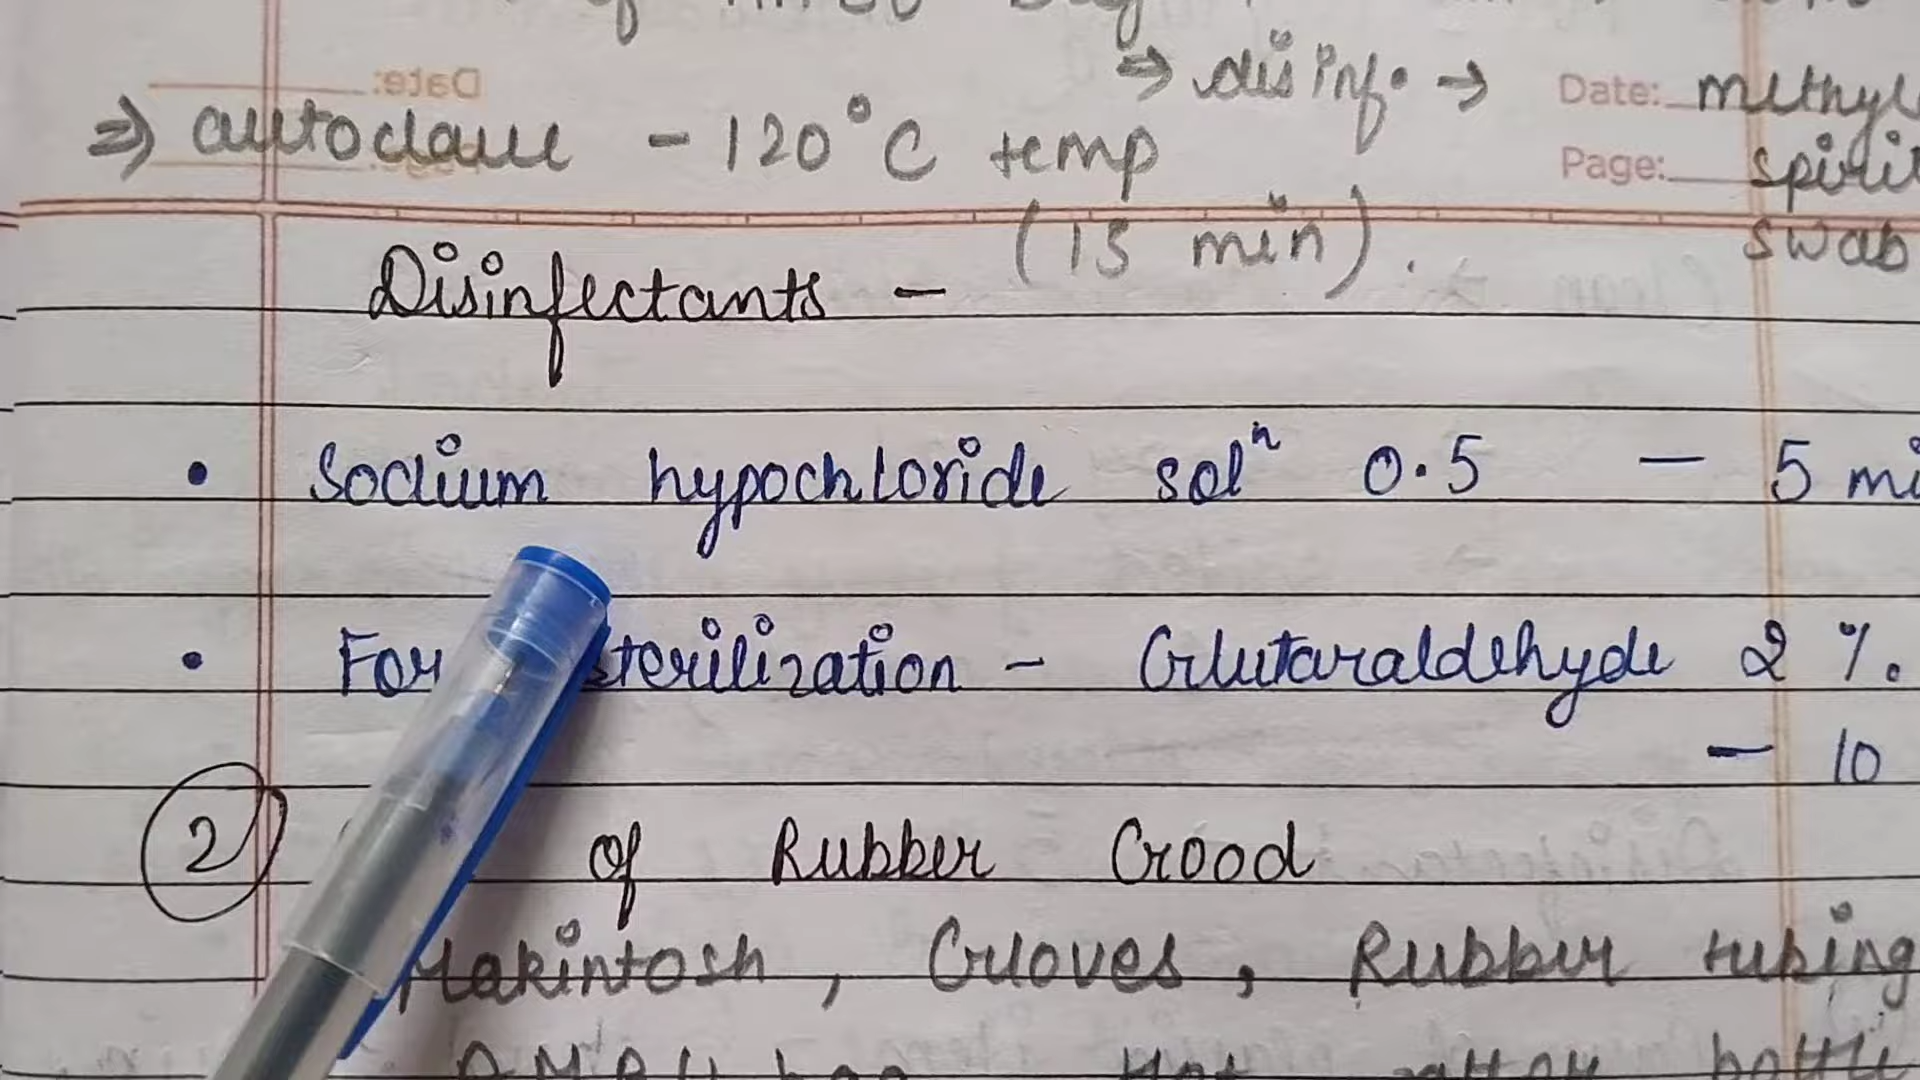 ⇒ disinf. → Date: methyl
⇒ autoclave - 120°C temp Page: spirit
(15 min). swab
Disinfectants -
• Sodium hypochloride solⁿ 0.5 - 5 mi
• For sterilization - Glutaraldehyde 2 %.
- 10
② of Rubber Good
Makintosh, Gloves, Rubber tubing